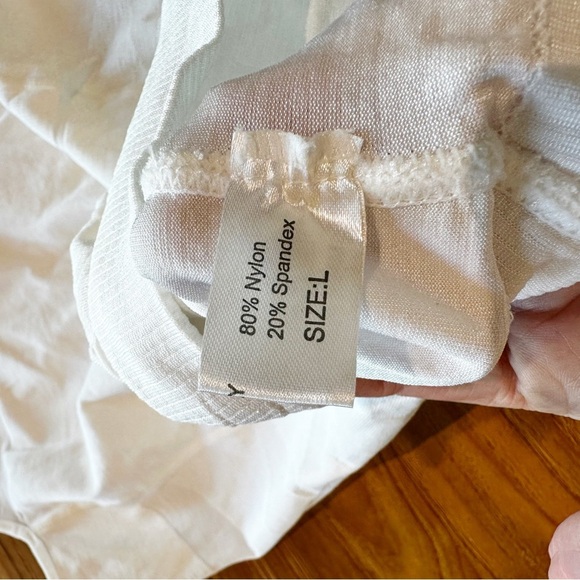 80% Nylon
20% Spandex
SIZE:L
Y